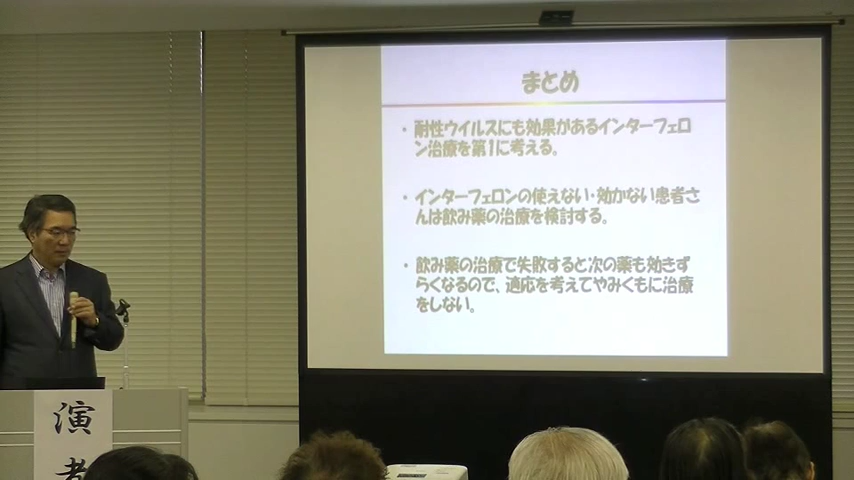 まとめ
・耐性ウイルスにも効果があるインターフェロ
ン治療を第1に考える。
・インターフェロンの使えない・効かない患者さ
んは飲み薬の治療を検討する。
・飲み薬の治療で失敗すると次の薬も効きず
らくなるので、適応を考えてやみくもに治療
をしない。
演
者